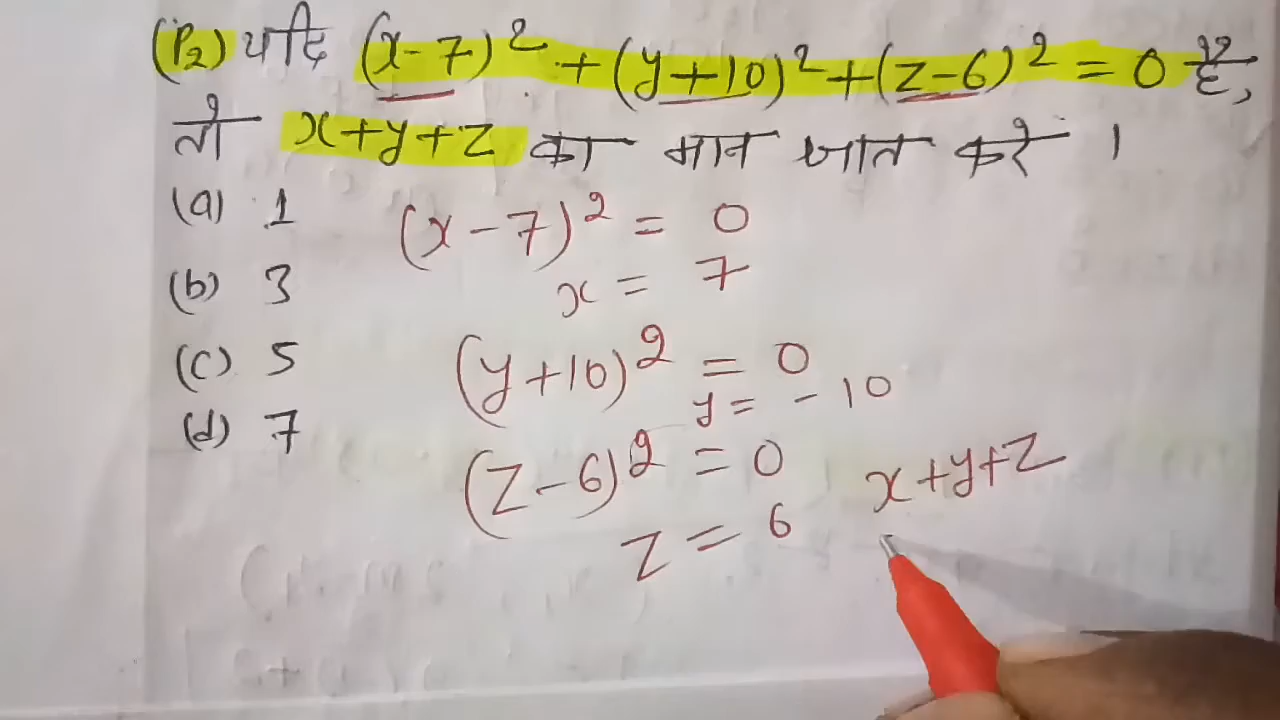 (P₂) यदि (x-7)² + (y+10)² + (z-6)² = 0 है,
तो x+y+z का मान ज्ञात करे ।
(a) 1
(x-7)² = 0
x = 7
(b) 3
(y+10)² = 0
y = -10
(c) 5
(d) 7
(z-6)² = 0
z = 6
x+y+z